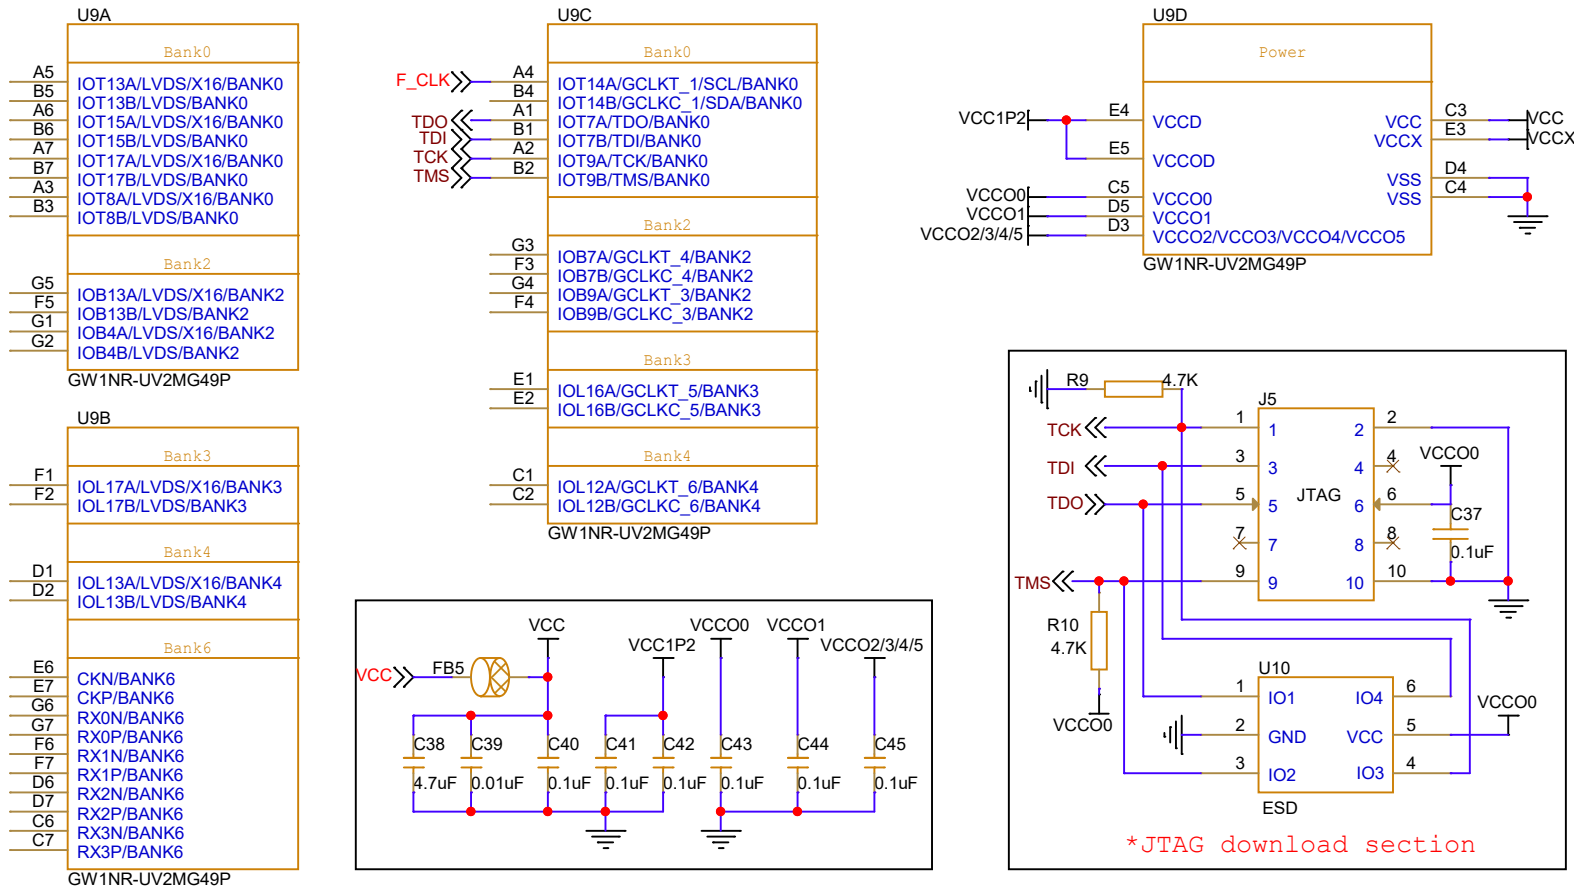 U9A
Bank0
A5 IOT13A/LVDS/X16/BANK0
B5 IOT13B/LVDS/BANK0
A6 IOT15A/LVDS/X16/BANK0
B6 IOT15B/LVDS/BANK0
A7 IOT17A/LVDS/X16/BANK0
B7 IOT17B/LVDS/BANK0
A3 IOT8A/LVDS/X16/BANK0
B3 IOT8B/LVDS/BANK0
Bank2
G5 IOB13A/LVDS/X16/BANK2
F5 IOB13B/LVDS/BANK2
G1 IOB4A/LVDS/X16/BANK2
G2 IOB4B/LVDS/BANK2
GW1NR-UV2MG49P
U9B
Bank3
F1 IOL17A/LVDS/X16/BANK3
F2 IOL17B/LVDS/BANK3
Bank4
D1 IOL13A/LVDS/X16/BANK4
D2 IOL13B/LVDS/BANK4
Bank6
E6 CKN/BANK6
E7 CKP/BANK6
G6 RX0N/BANK6
G7 RX0P/BANK6
F6 RX1N/BANK6
F7 RX1P/BANK6
D6 RX2N/BANK6
D7 RX2P/BANK6
C6 RX3N/BANK6
C7 RX3P/BANK6
GW1NR-UV2MG49P
U9C
Bank0
F_CLK A4 IOT14A/GCLKT_1/SCL/BANK0
B4 IOT14B/GCLKC_1/SDA/BANK0
TDO A1 IOT7A/TDO/BANK0
TDI B1 IOT7B/TDI/BANK0
TCK A2 IOT9A/TCK/BANK0
TMS B2 IOT9B/TMS/BANK0
Bank2
G3 IOB7A/GCLKT_4/BANK2
F3 IOB7B/GCLKC_4/BANK2
G4 IOB9A/GCLKT_3/BANK2
F4 IOB9B/GCLKC_3/BANK2
Bank3
E1 IOL16A/GCLKT_5/BANK3
E2 IOL16B/GCLKC_5/BANK3
Bank4
C1 IOL12A/GCLKT_6/BANK4
C2 IOL12B/GCLKC_6/BANK4
GW1NR-UV2MG49P
U9D
Power
VCC1P2 E4 VCCD VCC C3 VCC
E5 VCCOD VCCX E3 VCCX
VCCO0 C5 VCCO0 VSS D4
VCCO1 D5 VCCO1 VSS C4
VCCO2/3/4/5 D3 VCCO2/VCCO3/VCCO4/VCCO5
GW1NR-UV2MG49P
VCC VCC1P2 VCCO0 VCCO1 VCCO2/3/4/5
VCC FB5
C38 C39 C40 C41 C42 C43 C44 C45
4.7uF 0.01uF 0.1uF 0.1uF 0.1uF 0.1uF 0.1uF 0.1uF
R9 4.7K
J5
TCK 1 1 2 2
TDI 3 3 4 4
VCCO0
JTAG
TDO 5 5 6 6
C37
0.1uF
7 7 8 8
TMS 9 9 10 10
R10
4.7K
VCCO0
U10
1 IO1 IO4 6
2 GND VCC 5 VCCO0
3 IO2 IO3 4
ESD
*JTAG download section